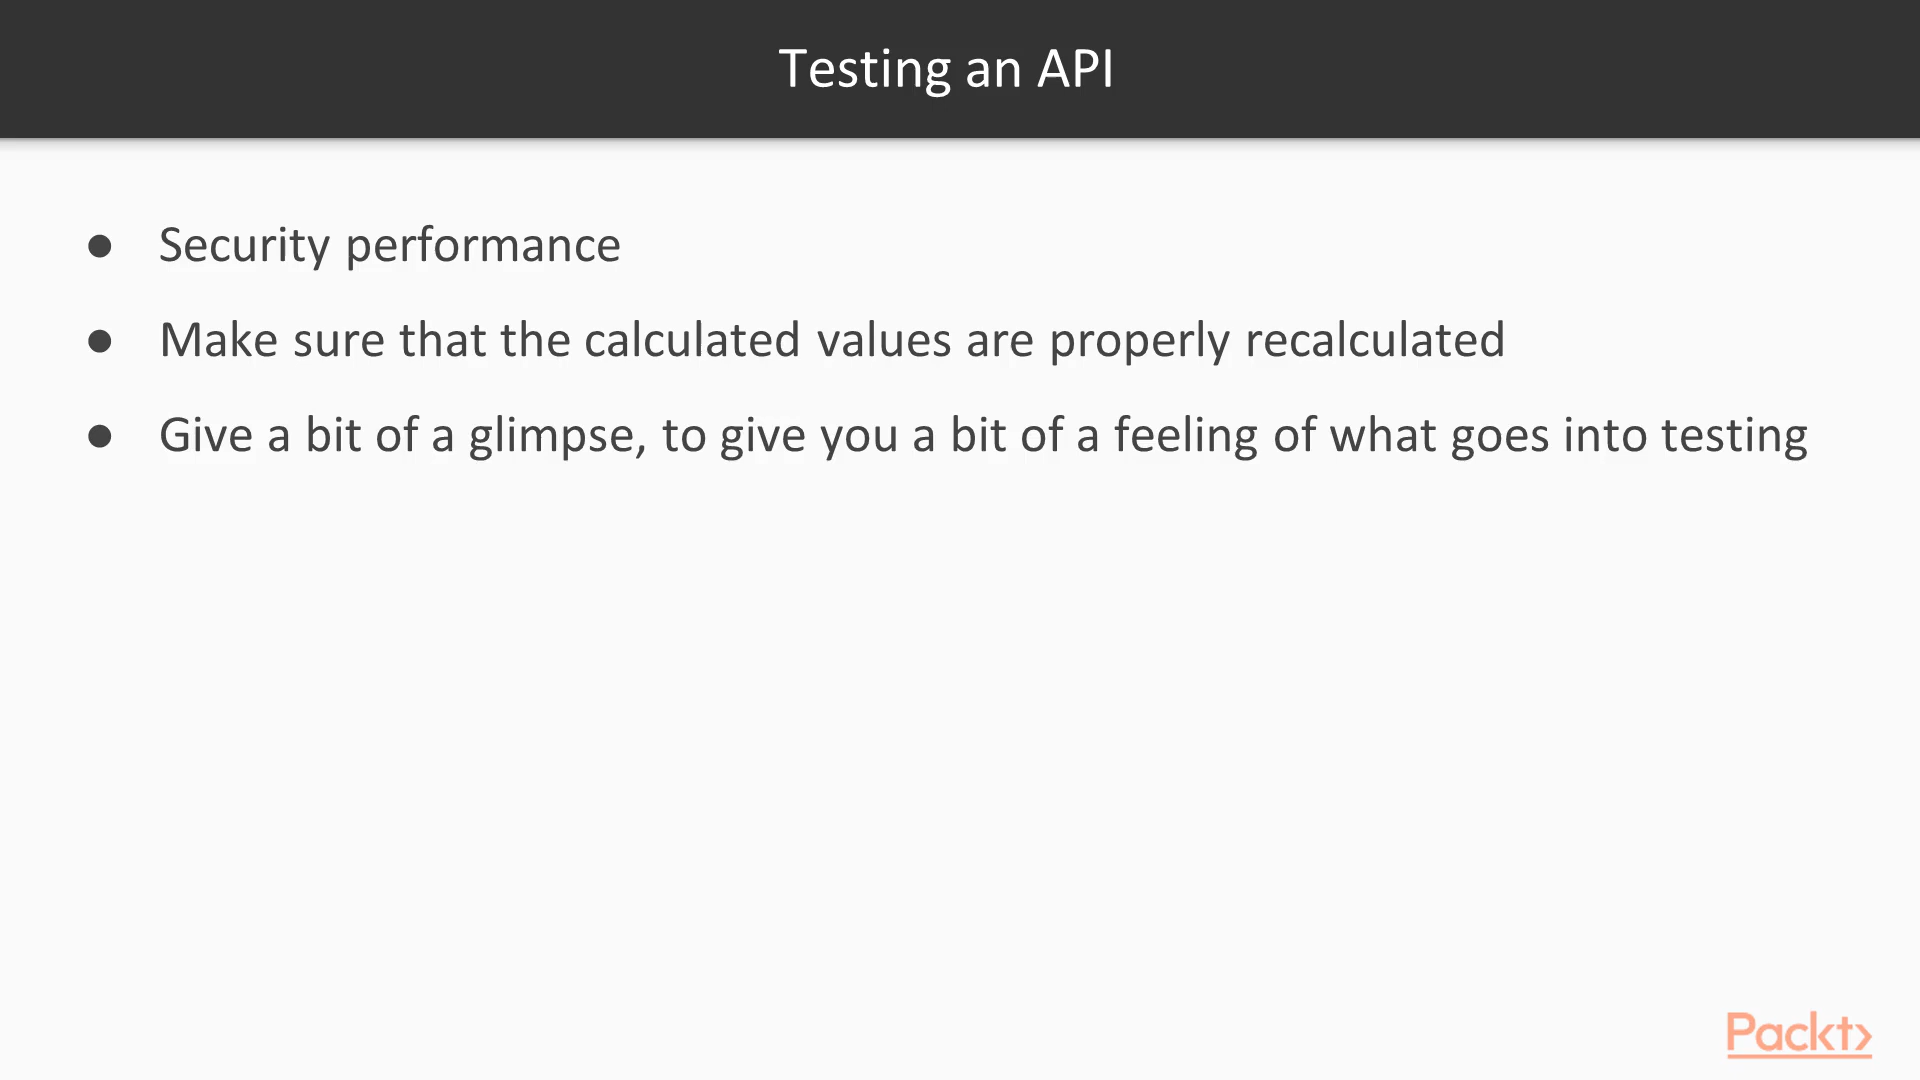 Testing an API
● Security performance
● Make sure that the calculated values are properly recalculated
● Give a bit of a glimpse, to give you a bit of a feeling of what goes into testing
Packt>